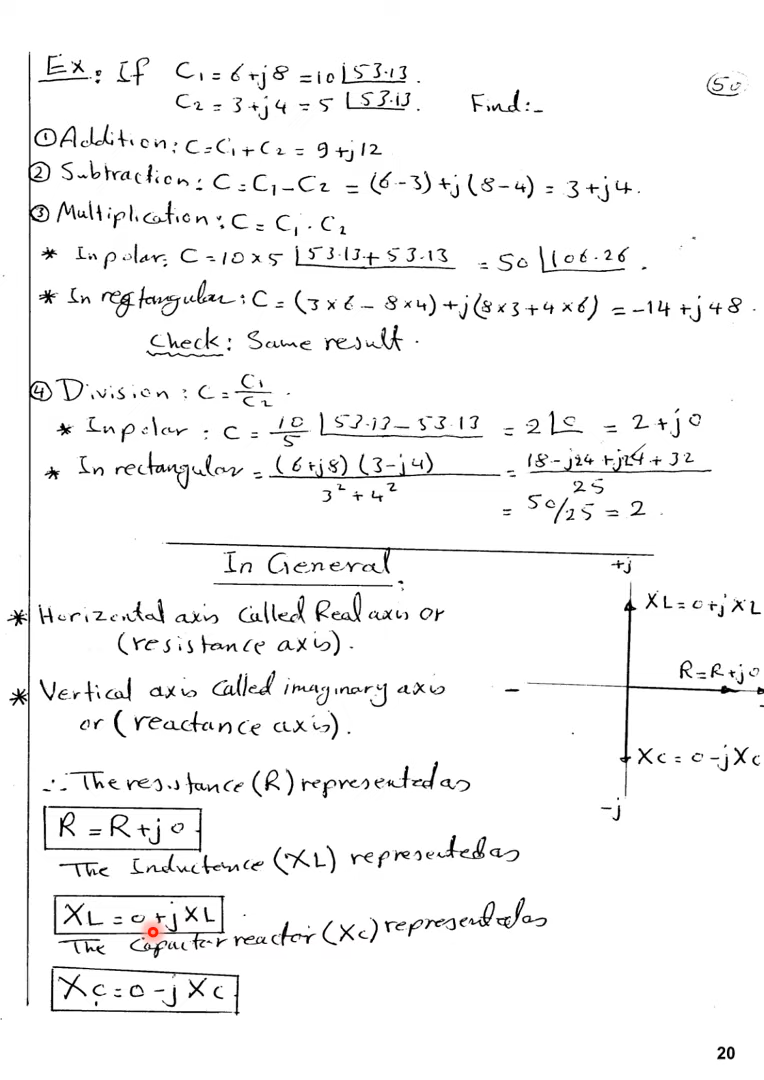 Ex: If C₁ = 6+j8 = 10 ∠53.13.
50
C₂ = 3+j4 = 5 ∠53.13. Find:-
① Addition: C = C₁ + C₂ = 9+j12
② Subtraction: C = C₁ - C₂ = (6-3)+j(8-4) = 3+j4.
③ Multiplication: C = C₁ . C₂
* In polar: C = 10×5 ∠53.13+53.13 = 50 ∠106.26.
* In regtangular: C = (3×6 - 8×4)+j(8×3+4×6) = -14+j48.
Check: Same result.
④ Division: C = C₁/C₂.
* In polar: C = 10/5 ∠53.13-53.13 = 2∠0 = 2+j0
* In rectangular = (6+j8)(3-j4)/3²+4² = 18-j24+j24+32/25
= 50/25 = 2.
In General:
+j
* Horizental axis Called Real axis or
(resistance axis).
XL = 0+jXL
R = R+j0
* Vertical axis Called imaginary axis
or (reactance axis).
-
Xc = 0-jXc
-j
∴ The resistance (R) represented as
R = R+j0
The Inductence (XL) represented as
XL = 0+jXL
The Capacter reactor (Xc) represented as
Xc = 0-jXc
20